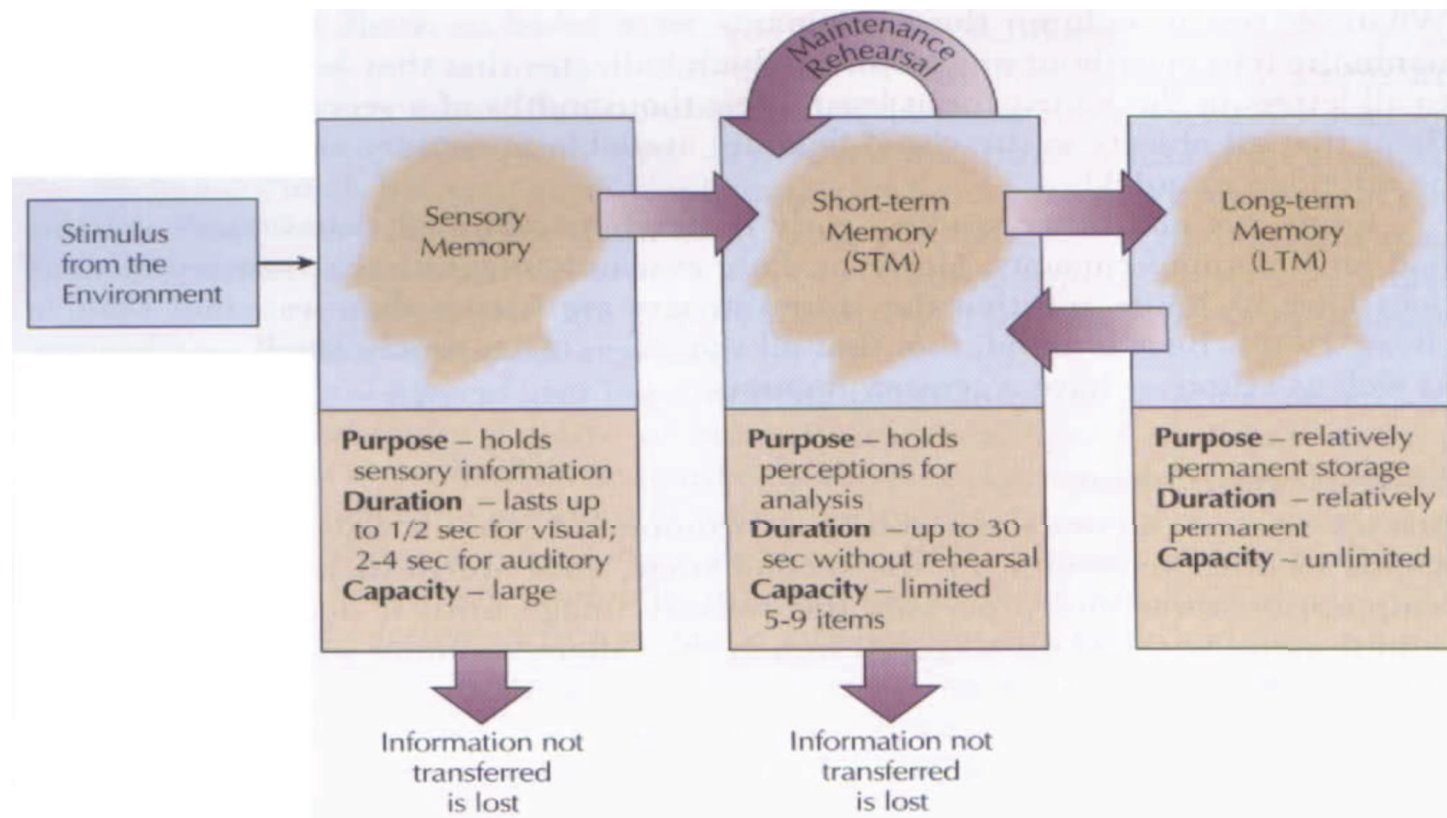 Maintenance
Rehearsal
Stimulus
from the
Environment
Sensory
Memory
Short-term
Memory
(STM)
Long-term
Memory
(LTM)
Purpose – holds
sensory information
Duration – lasts up
to 1/2 sec for visual;
2-4 sec for auditory
Capacity – large
Purpose – holds
perceptions for
analysis
Duration – up to 30
sec without rehearsal
Capacity – limited
5-9 items
Purpose – relatively
permanent storage
Duration – relatively
permanent
Capacity – unlimited
Information not
transferred
is lost
Information not
transferred
is lost